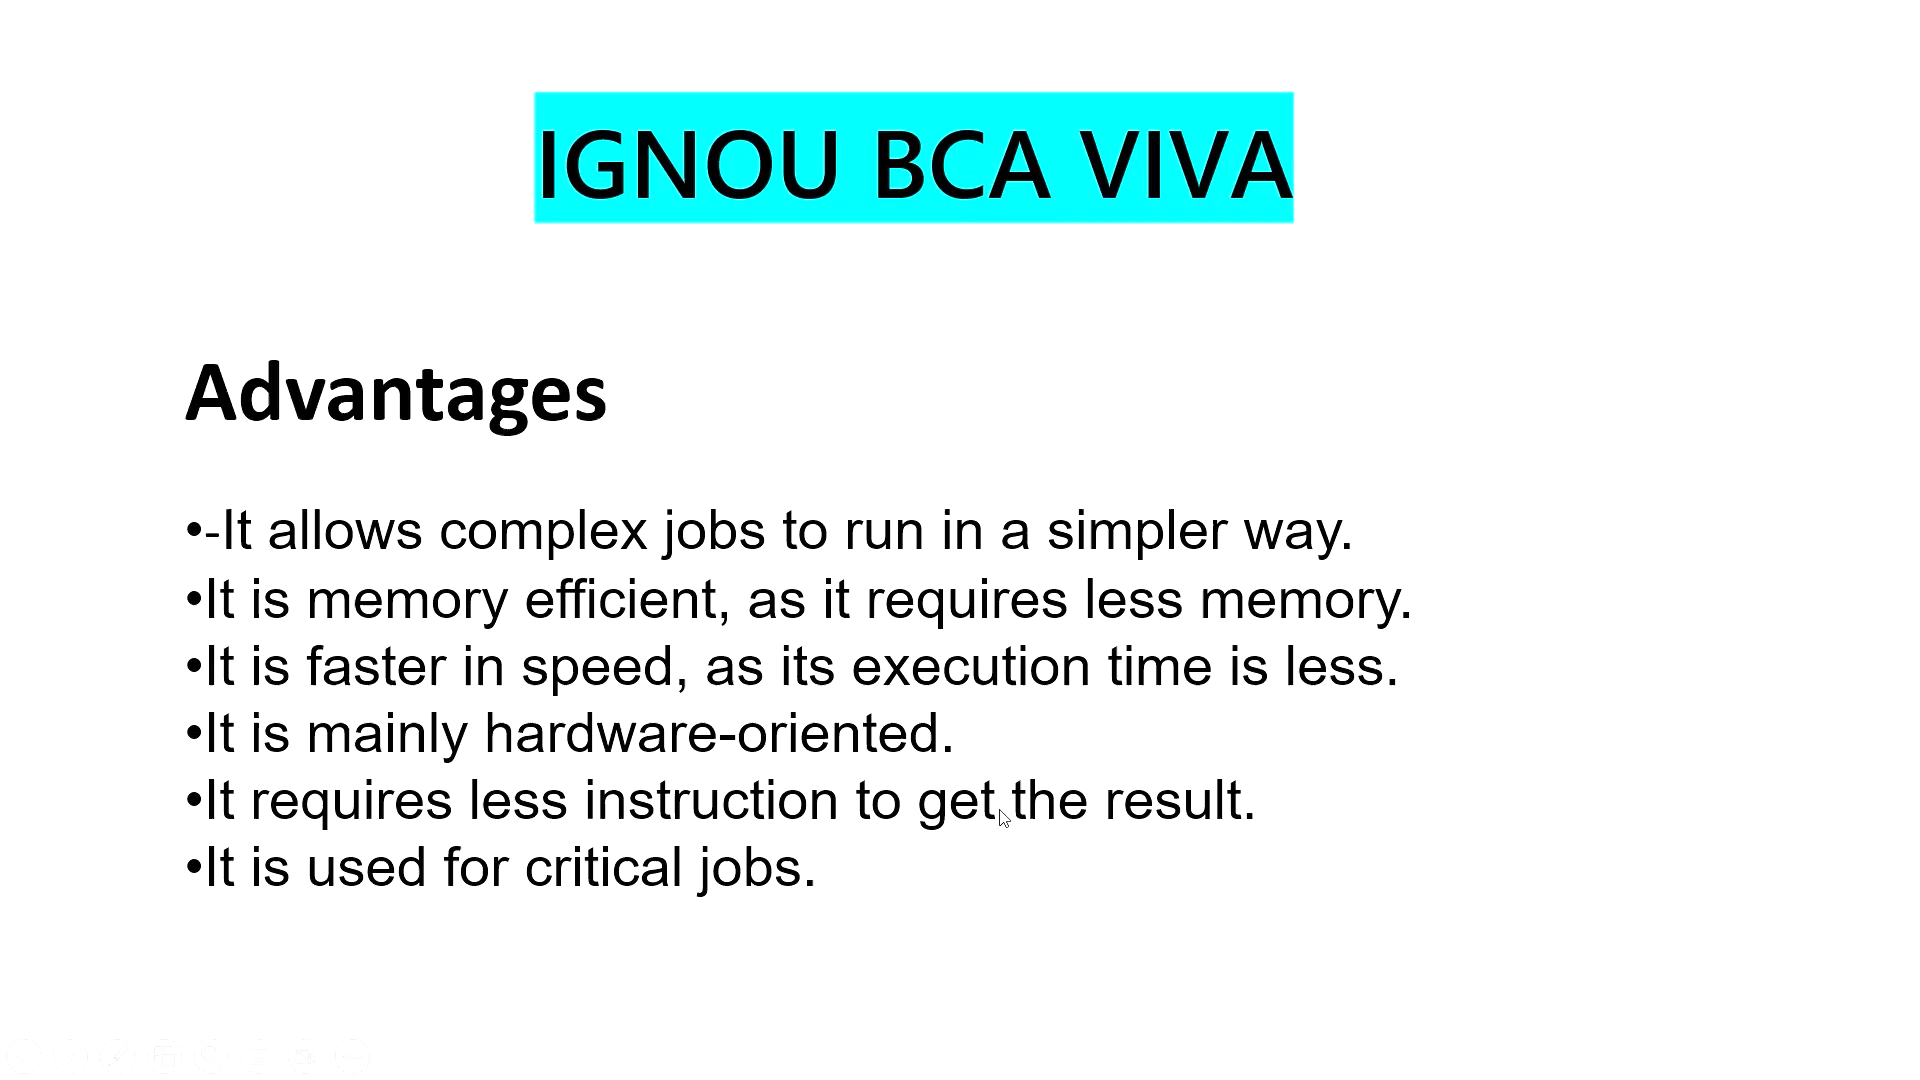 IGNOU BCA VIVA
Advantages
•-It allows complex jobs to run in a simpler way.
•It is memory efficient, as it requires less memory.
•It is faster in speed, as its execution time is less.
•It is mainly hardware-oriented.
•It requires less instruction to get the result.
•It is used for critical jobs.